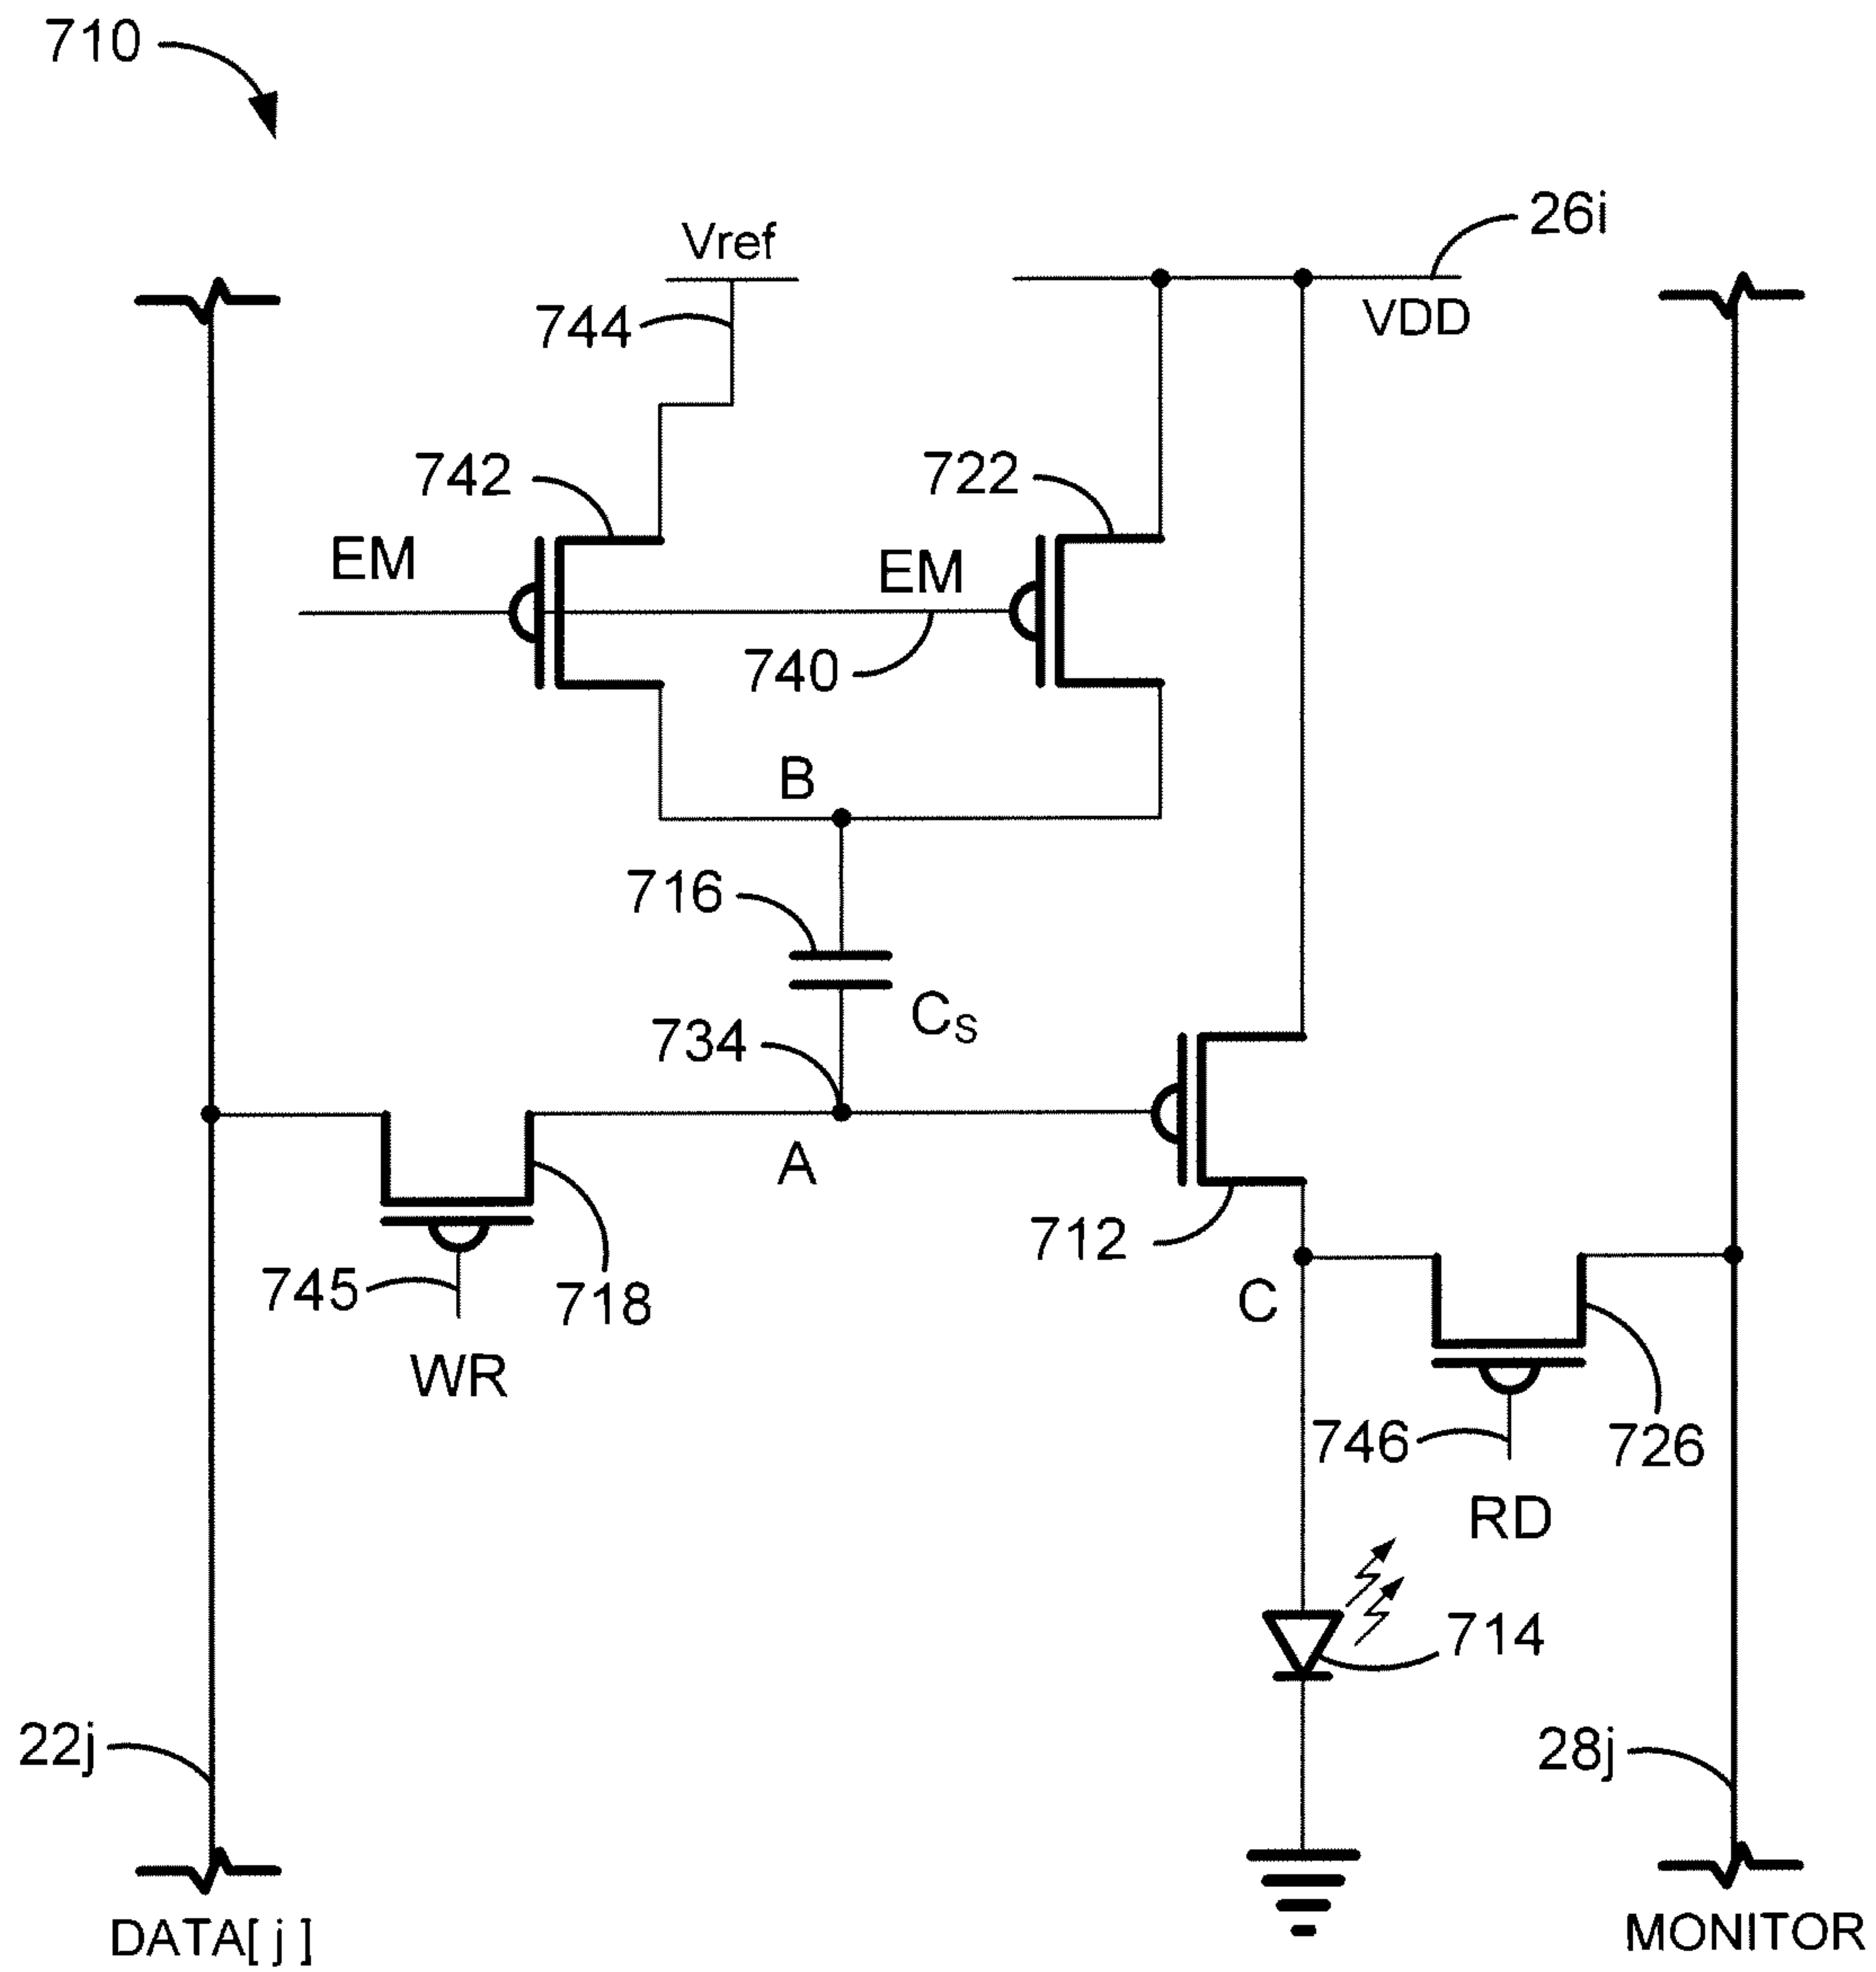 710
26i
Vref
VDD
744
742
722
EM
EM
740
B
716
CS
734
A
712
745
718
C
WR
746
726
RD
714
22j
28j
DATA[ j ]
MONITOR